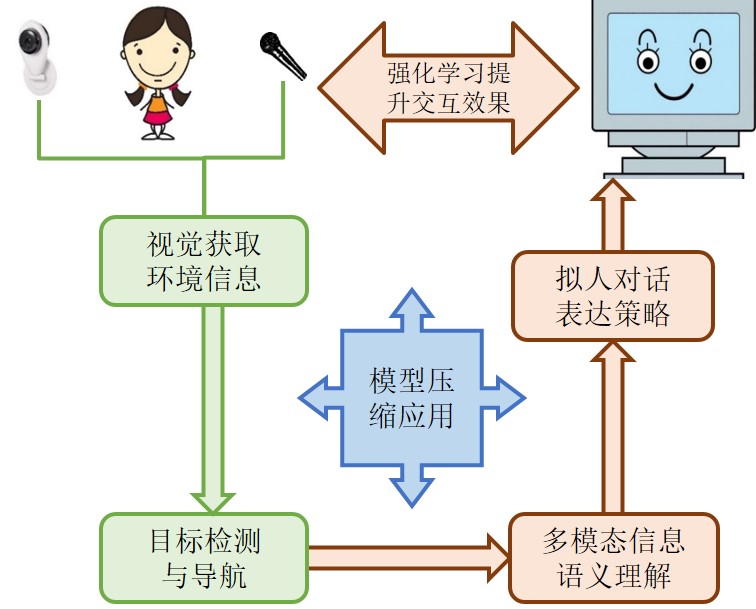 强化学习提
升交互效果
视觉获取
环境信息
拟人对话
表达策略
模型压
缩应用
目标检测
与导航
多模态信息
语义理解